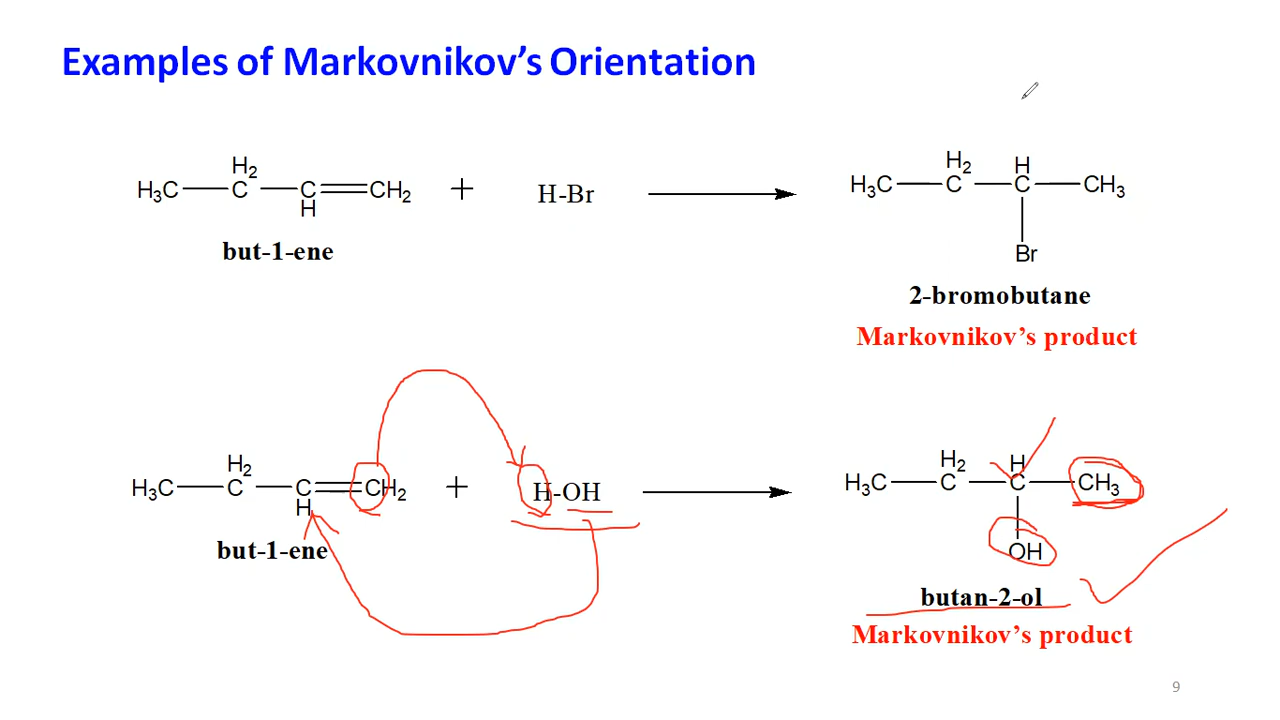 Examples of Markovnikov's Orientation
H₃C—C—C=CH₂ + H-Br → H₃C—C—C—CH₃
H₂ H H₂ H
Br
but-1-ene
2-bromobutane
Markovnikov’s product
H₃C—C—C=CH₂ + H-OH → H₃C—C—C—CH₃
H₂ H H₂ H
OH
but-1-ene
butan-2-ol
Markovnikov’s product
9